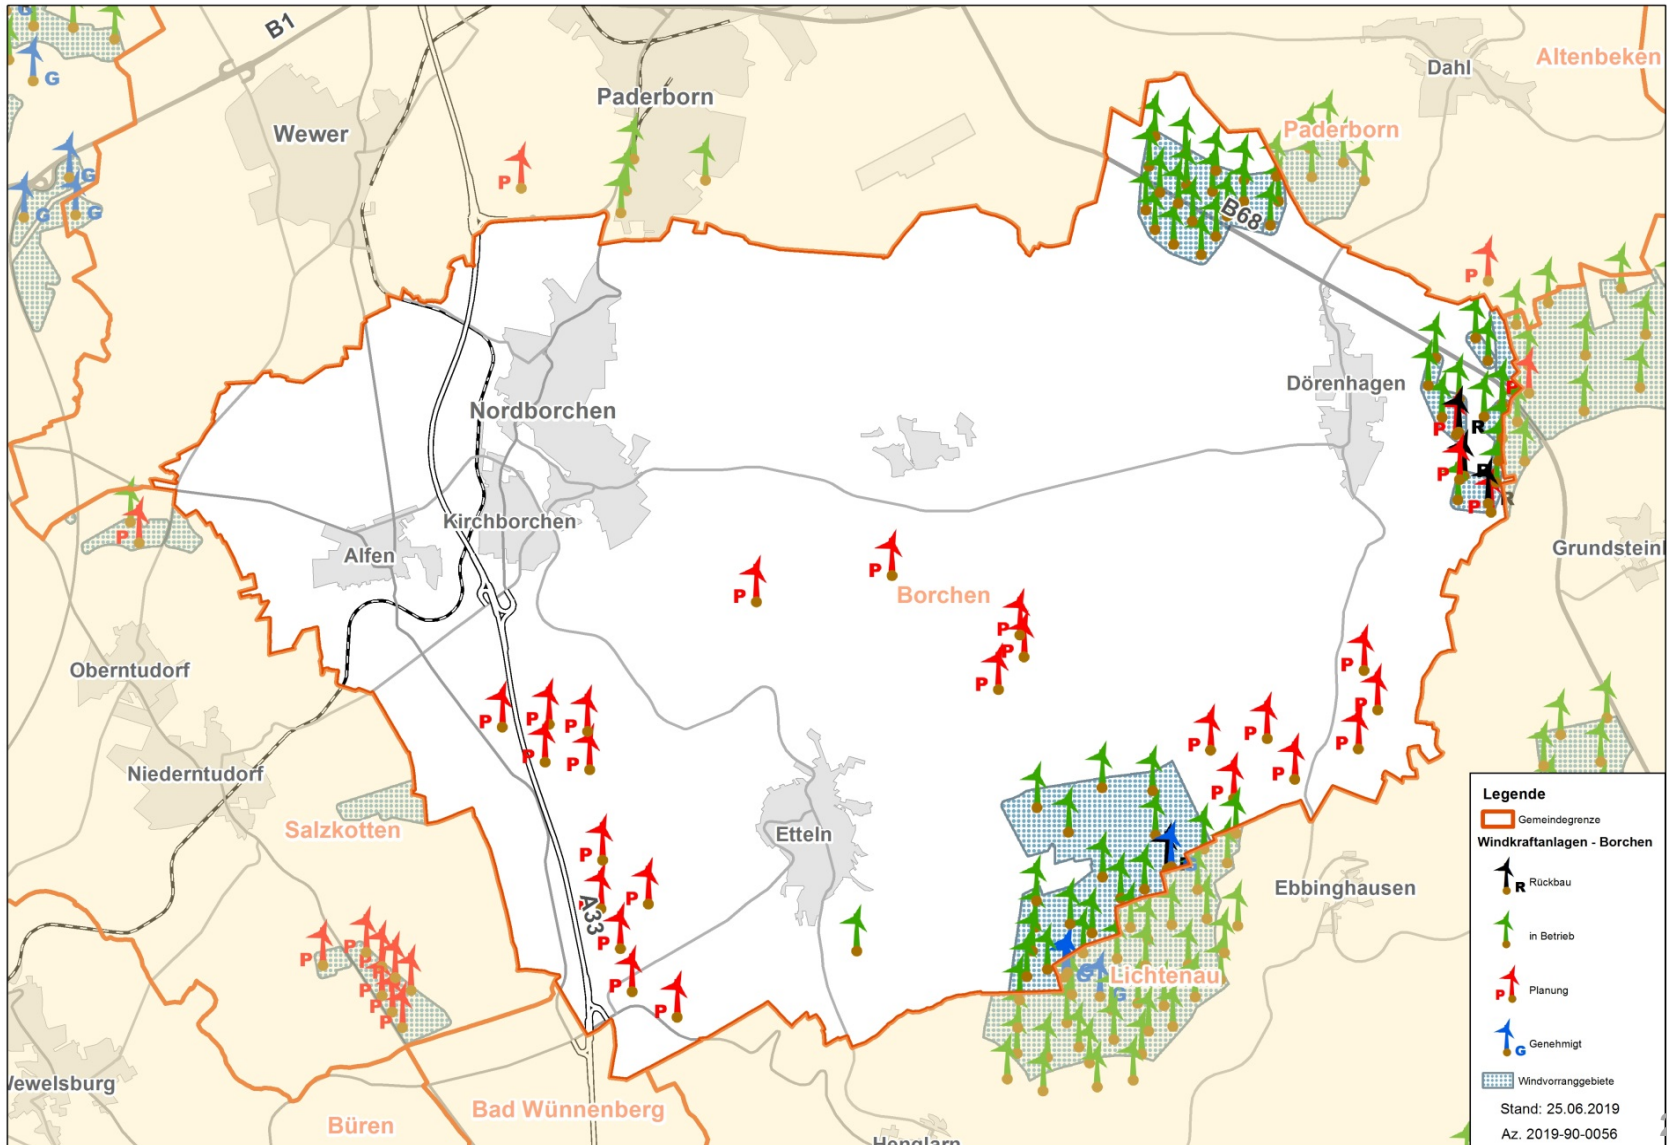 B1
G
Wewer
Paderborn
Dahl
Altenbeken
Paderborn
G
G
G
P
B68
P
Nordborchen
Dörenhagen
P
P
R
P
R
P
R
Kirchborchen
Alfen
P
Grundsteinl
P
P
Borchen
P
P
P
Oberntudorf
P
P
P
P
P
P
P
P
P
P
P
P
P
Niederntudorf
Salzkotten
Etteln
G
Ebbinghausen
P
P
P
A33
P
P
P
P
P
P
P
P
P
G
G
Lichtenau
Wewelsburg
Büren
Bad Wünnenberg
Henglarn
Legende
Gemeindegrenze
Windkraftanlagen - Borchen
R Rückbau
in Betrieb
P Planung
G Genehmigt
Windvorranggebiete
Stand: 25.06.2019
Az. 2019-90-0056